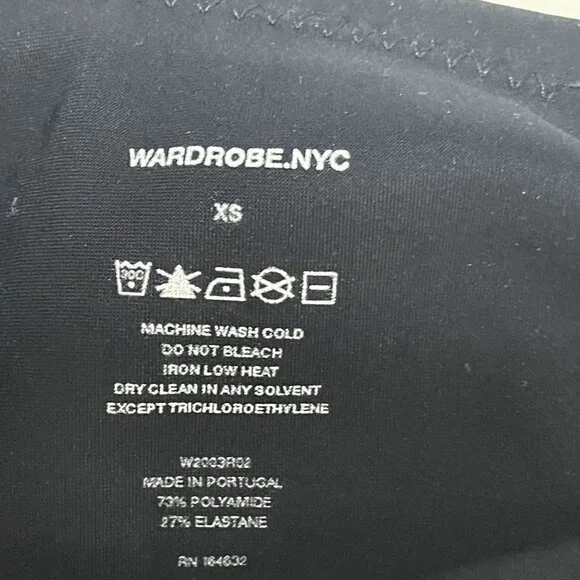 WARDROBE.NYC
XS
30C
MACHINE WASH COLD
DO NOT BLEACH
IRON LOW HEAT
DRY CLEAN IN ANY SOLVENT
EXCEPT TRICHLOROETHYLENE
W2003R02
MADE IN PORTUGAL
73% POLYAMIDE
27% ELASTANE
RN 164632